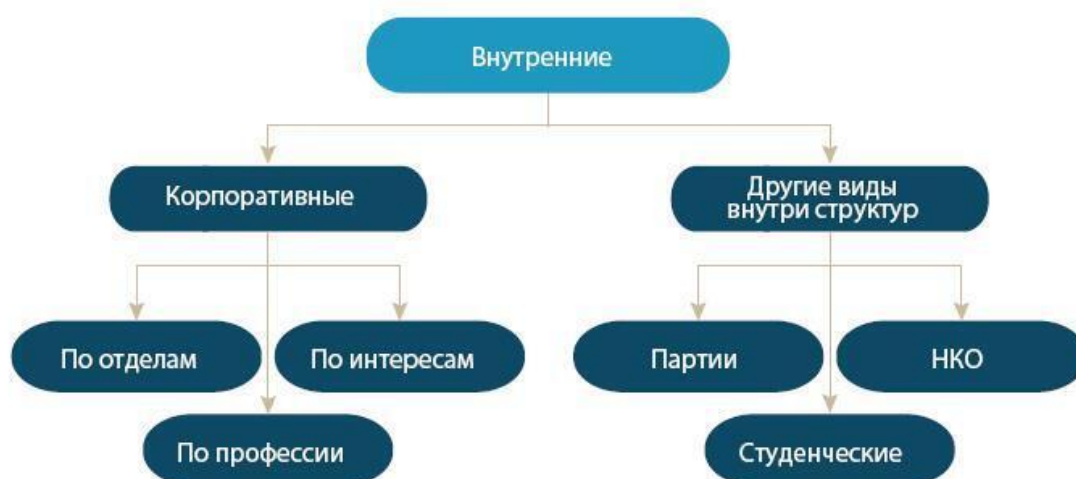 Внутренние
Корпоративные
Другие виды
внутри структур
По отделам
По интересам
Партии
НКО
По профессии
Студенческие